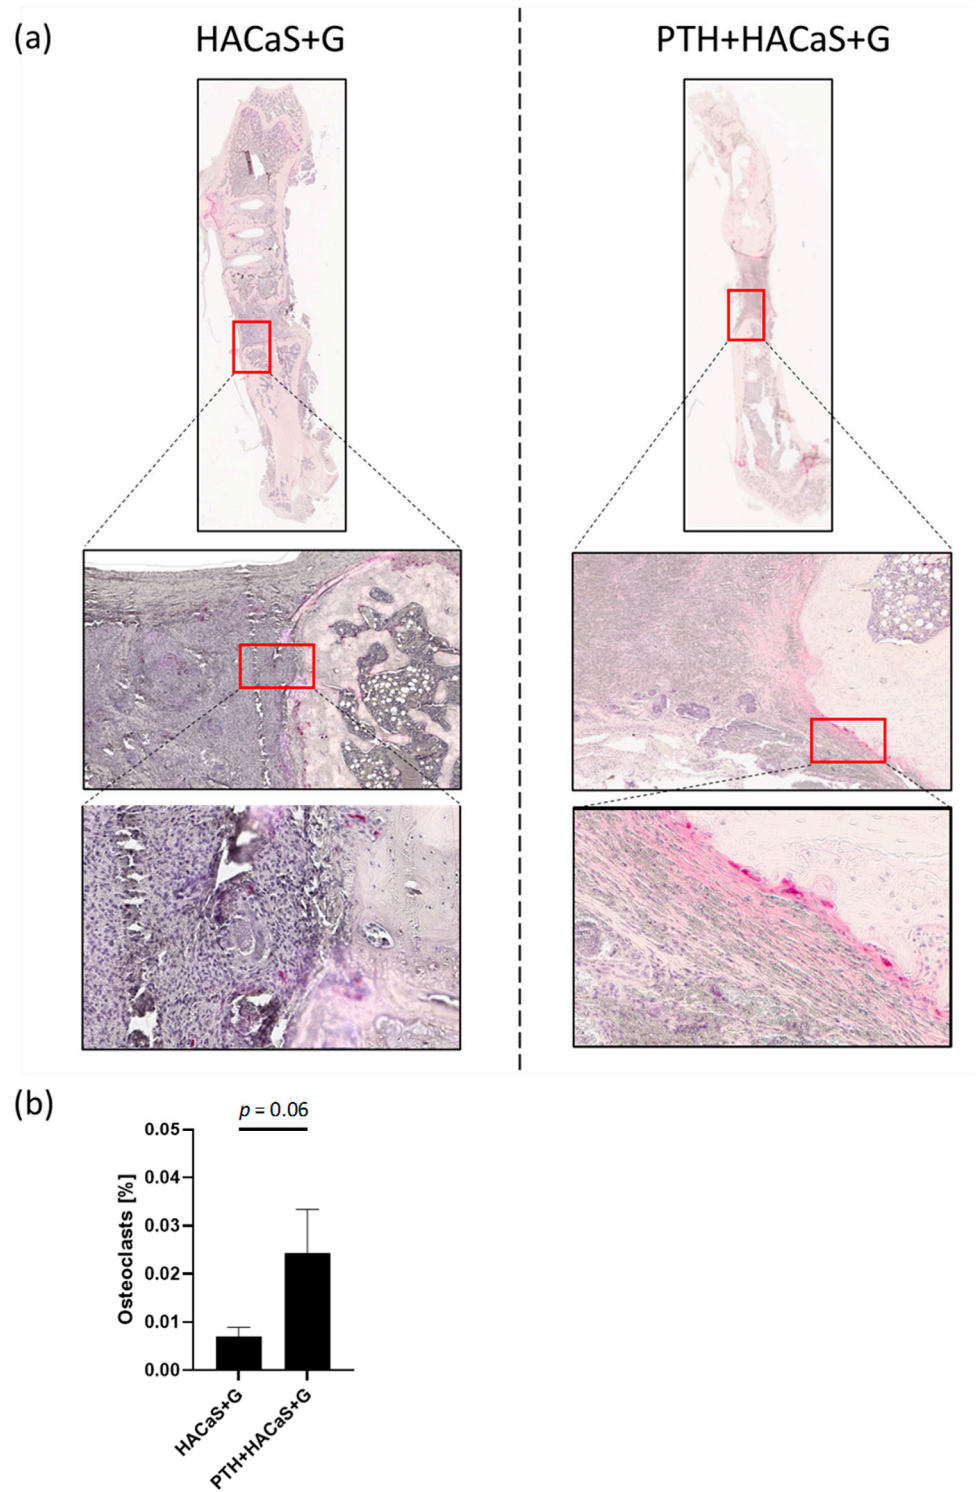 (a)
HACaS+G
PTH+HACaS+G
(b)
p = 0.06
0.05
0.04
0.03
0.02
0.01
0.00
Osteoclasts [%]
HACaS+G
PTH+HACaS+G